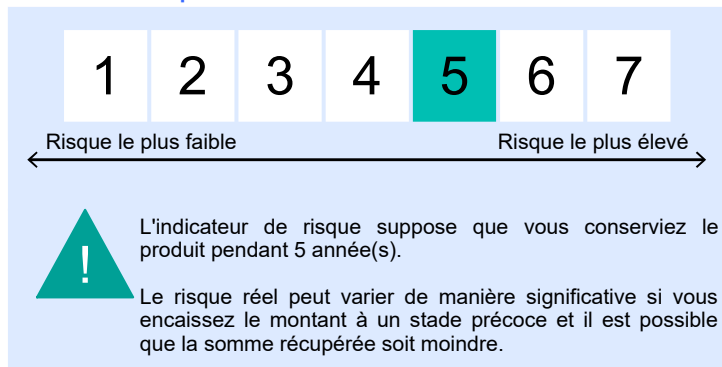 1 2 3 4 5 6 7
Risque le plus faible Risque le plus élevé
!
L'indicateur de risque suppose que vous conserviez le
produit pendant 5 année(s).
Le risque réel peut varier de manière significative si vous
encaissez le montant à un stade précoce et il est possible
que la somme récupérée soit moindre.